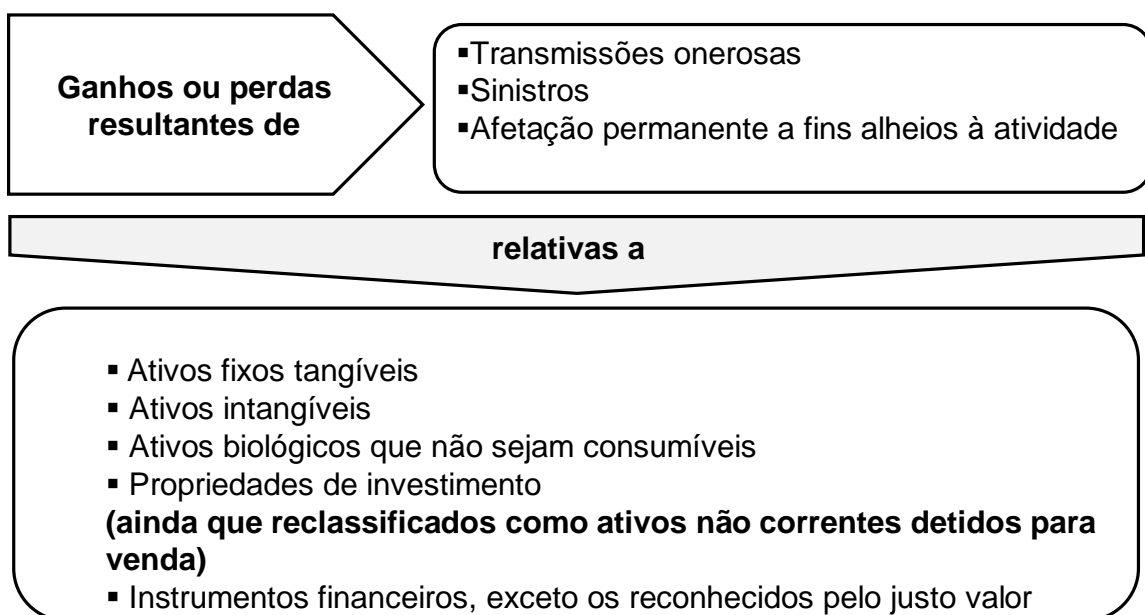 Ganhos ou perdas
resultantes de
▪Transmissões onerosas
▪Sinistros
▪Afetação permanente a fins alheios à atividade
relativas a
▪ Ativos fixos tangíveis
▪ Ativos intangíveis
▪ Ativos biológicos que não sejam consumíveis
▪ Propriedades de investimento
(ainda que reclassificados como ativos não correntes detidos para
venda)
▪ Instrumentos financeiros, exceto os reconhecidos pelo justo valor